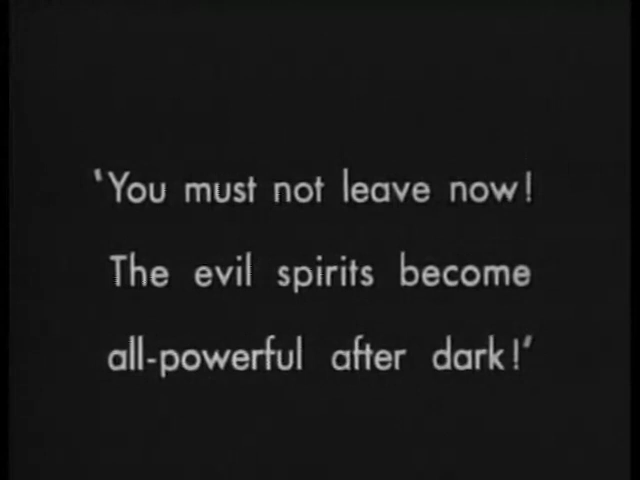 'You must not leave now!
The evil spirits become
all-powerful after dark!'